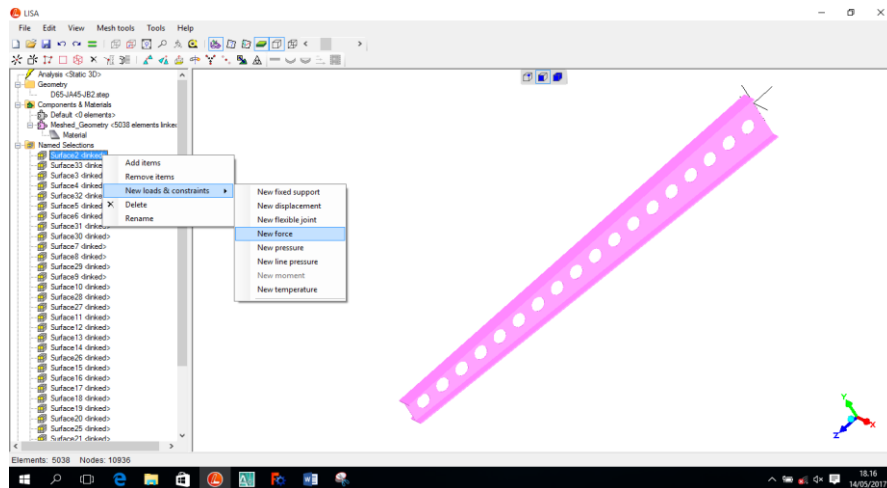 LISA
File Edit View Mesh tools Tools Help
Analysis <Static 3D>
Geometry
D65-JA45-JB2.step
Components & Materials
Default <0 elements>
Meshed_Geometry <5038 elements linked
Material
Named Selections
Surface2 <linked>
Surface33 <linked
Surface3 <linked
Surface4 <linked
Surface32 <linke
Surface5 <linked
Surface6 <linked
Surface31 <linke
Surface30 <linked>
Surface7 <linked>
Surface8 <linked>
Surface29 <linked>
Surface9 <linked>
Surface10 <linked>
Surface28 <linked>
Surface27 <linked>
Surface11 <linked>
Surface12 <linked>
Surface13 <linked>
Surface14 <linked>
Surface26 <linked>
Surface15 <linked>
Surface16 <linked>
Surface17 <linked>
Surface18 <linked>
Surface19 <linked>
Surface20 <linked>
Surface25 <linked>
Surface21 <linked>
Add items
Remove items
New loads & constraints
Delete
Rename
New fixed support
New displacement
New flexible joint
New force
New pressure
New line pressure
New moment
New temperature
Y
X
Z
Elements: 5038 Nodes: 10936
18.16
14/05/2017